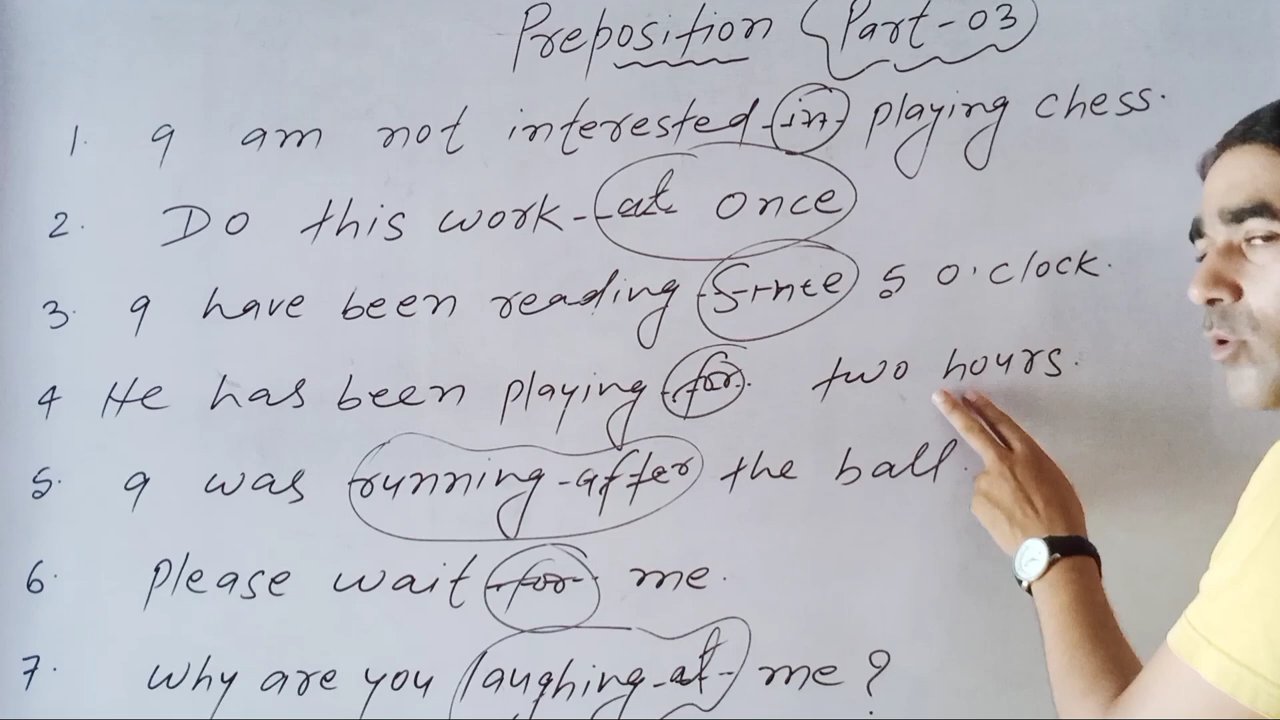 Preposition (Part-03)
1. I am not interested in playing chess.
2. Do this work at once
3. I have been reading Since 5 o'clock.
4 He has been playing for two hours.
5. I was running after the ball.
6. please wait for me.
7. why are you laughing at me?